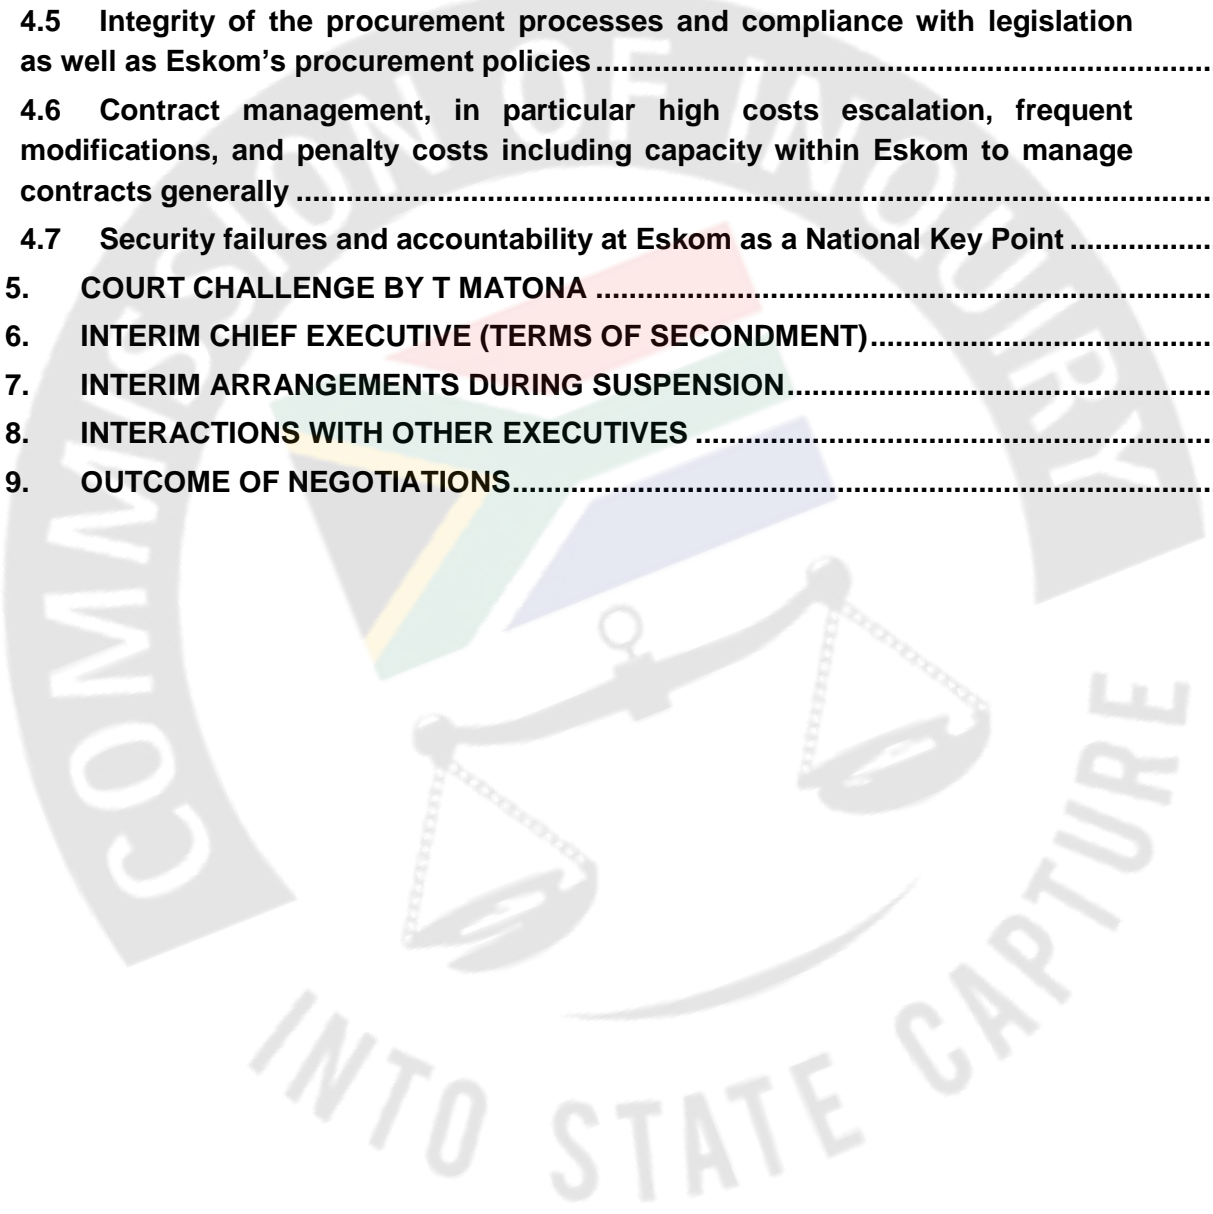 4.5 Integrity of the procurement processes and compliance with legislation
as well as Eskom’s procurement policies ..........................................................................
4.6 Contract management, in particular high costs escalation, frequent
modifications, and penalty costs including capacity within Eskom to manage
contracts generally ...............................................................................................................
4.7 Security failures and accountability at Eskom as a National Key Point .................
5. COURT CHALLENGE BY T MATONA ..........................................................................
6. INTERIM CHIEF EXECUTIVE (TERMS OF SECONDMENT) .........................................
7. INTERIM ARRANGEMENTS DURING SUSPENSION ...................................................
8. INTERACTIONS WITH OTHER EXECUTIVES ..............................................................
9. OUTCOME OF NEGOTIATIONS .....................................................................................
COMMISSION OF INQUIRY
INTO STATE CAPTURE